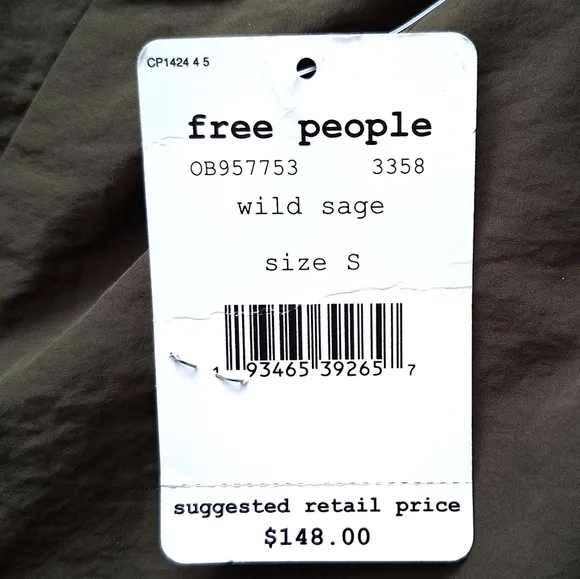 CP1424 4 5
free people
OB957753 3358
wild sage
size S
1 93465 39265 7
suggested retail price
$148.00